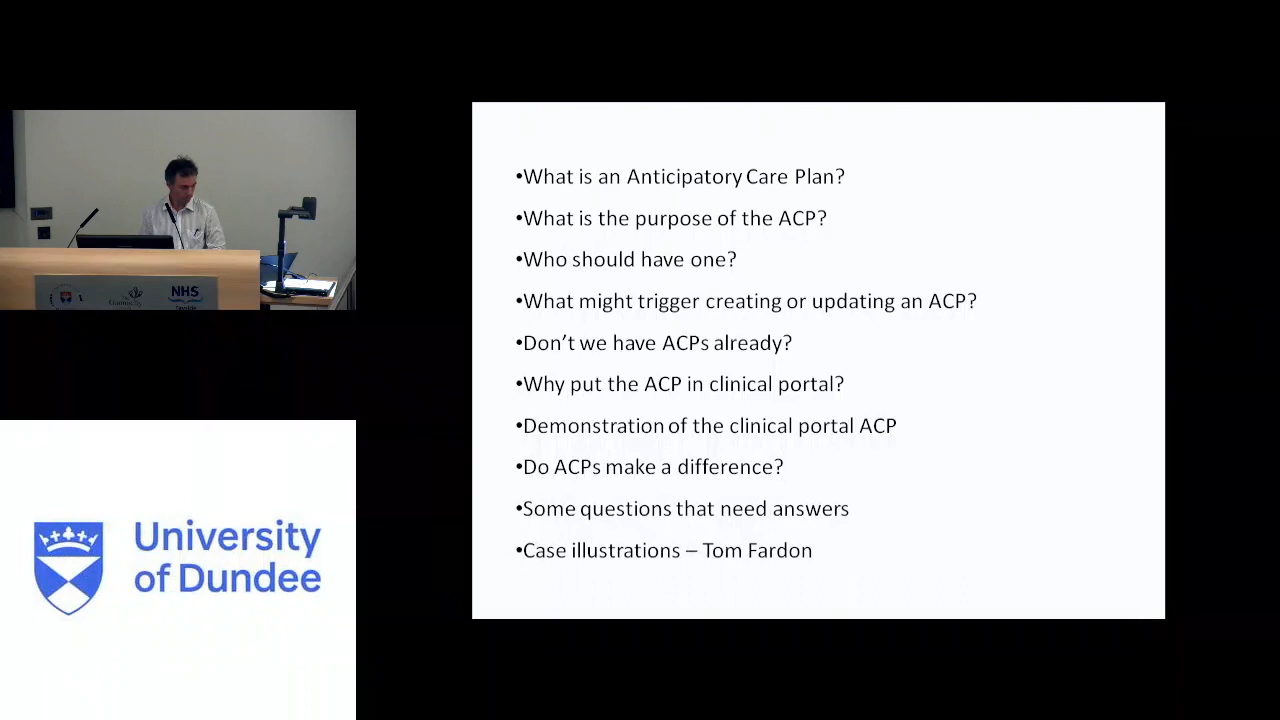 •What is an Anticipatory Care Plan?
•What is the purpose of the ACP?
•Who should have one?
•What might trigger creating or updating an ACP?
•Don’t we have ACPs already?
•Why put the ACP in clinical portal?
•Demonstration of the clinical portal ACP
•Do ACPs make a difference?
•Some questions that need answers
•Case illustrations – Tom Fardon
NHS
University
of Dundee